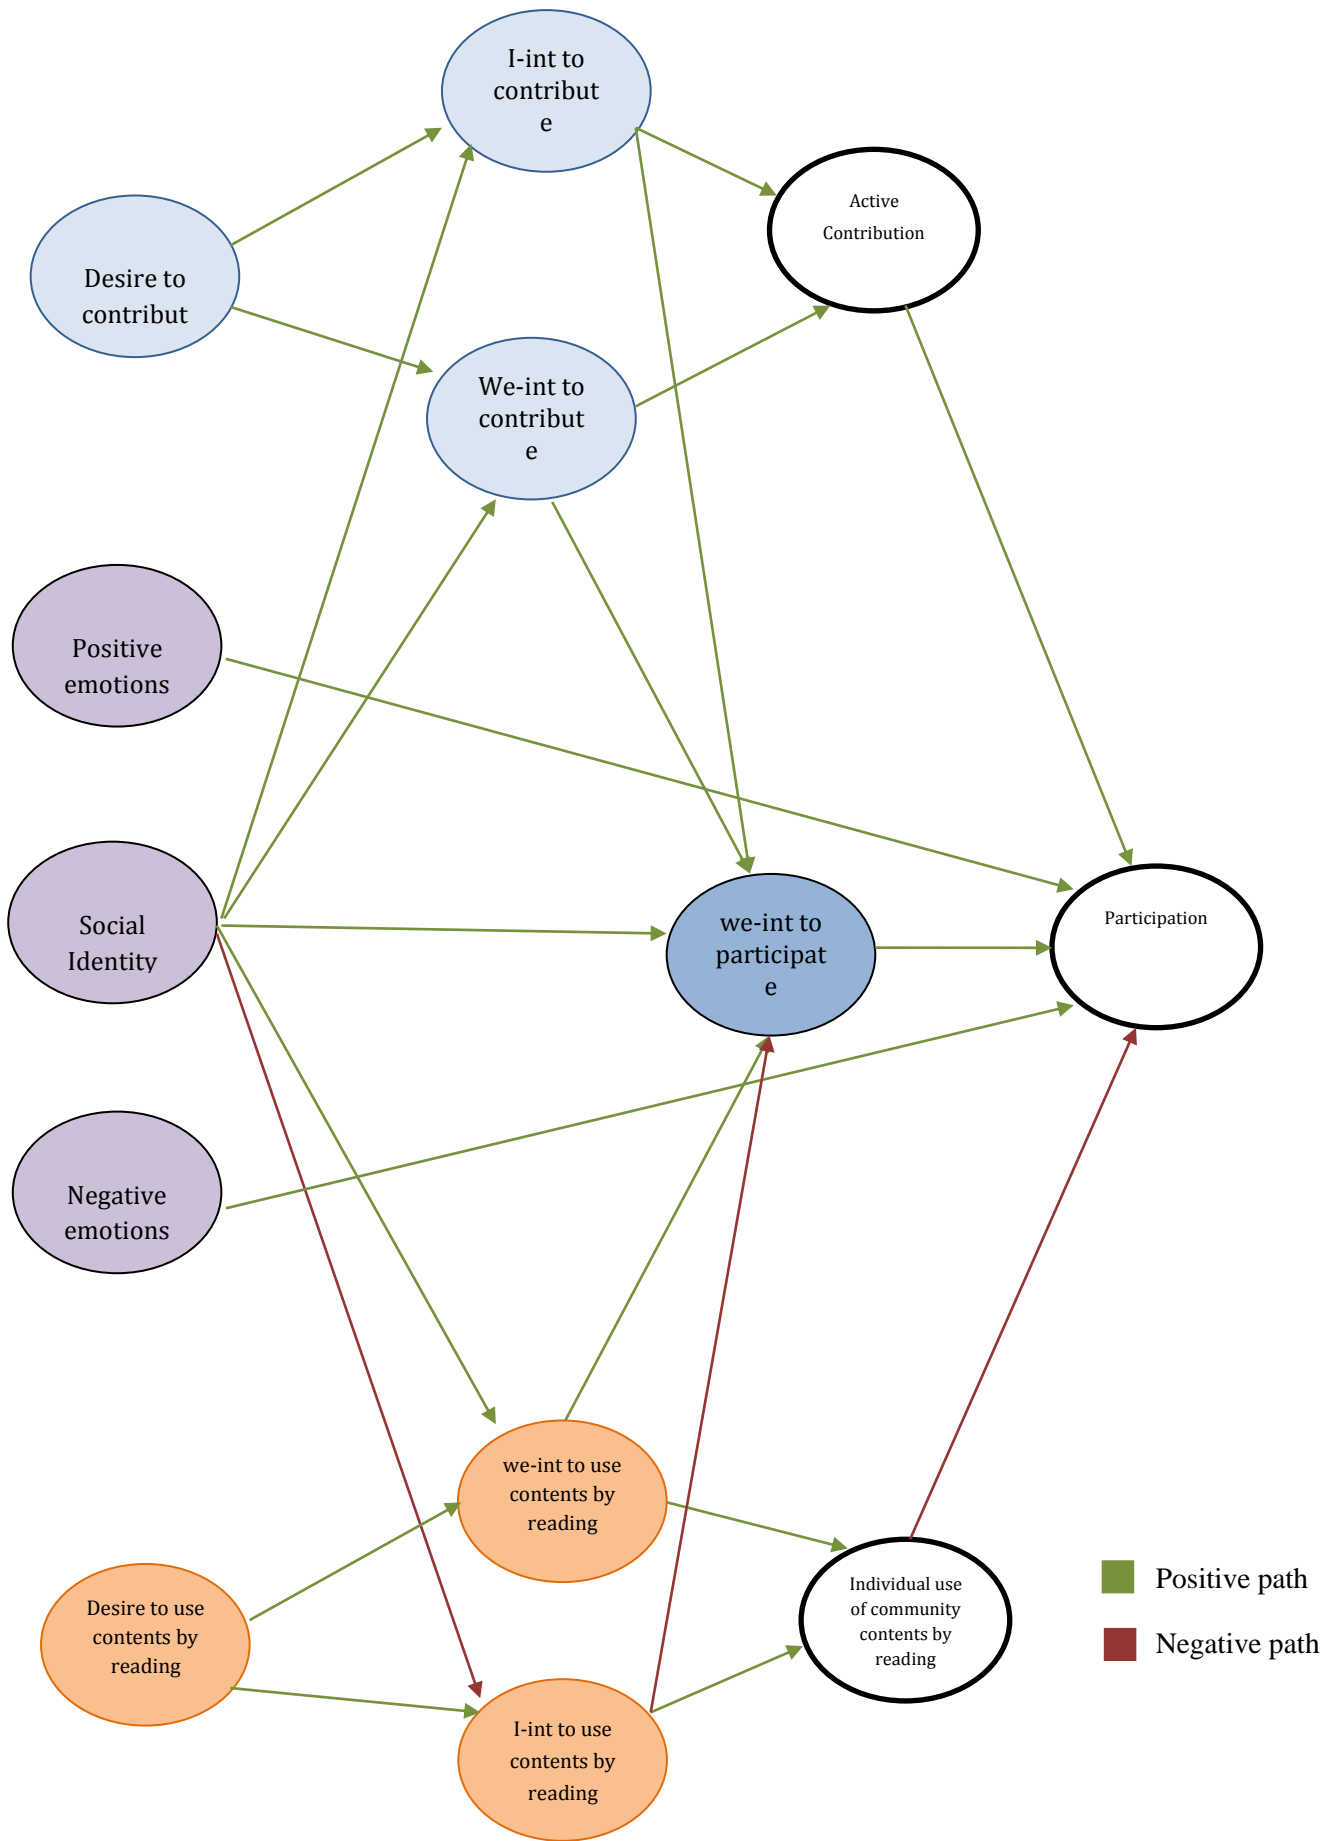 I-int to
contribut
e
Active
Contribution
Desire to
contribut
We-int to
contribut
e
Positive
emotions
Social
Identity
we-int to
participat
e
Participation
Negative
emotions
we-int to use
contents by
reading
Desire to use
contents by
reading
Individual use
of community
contents by
reading
I-int to use
contents by
reading
Positive path
Negative path